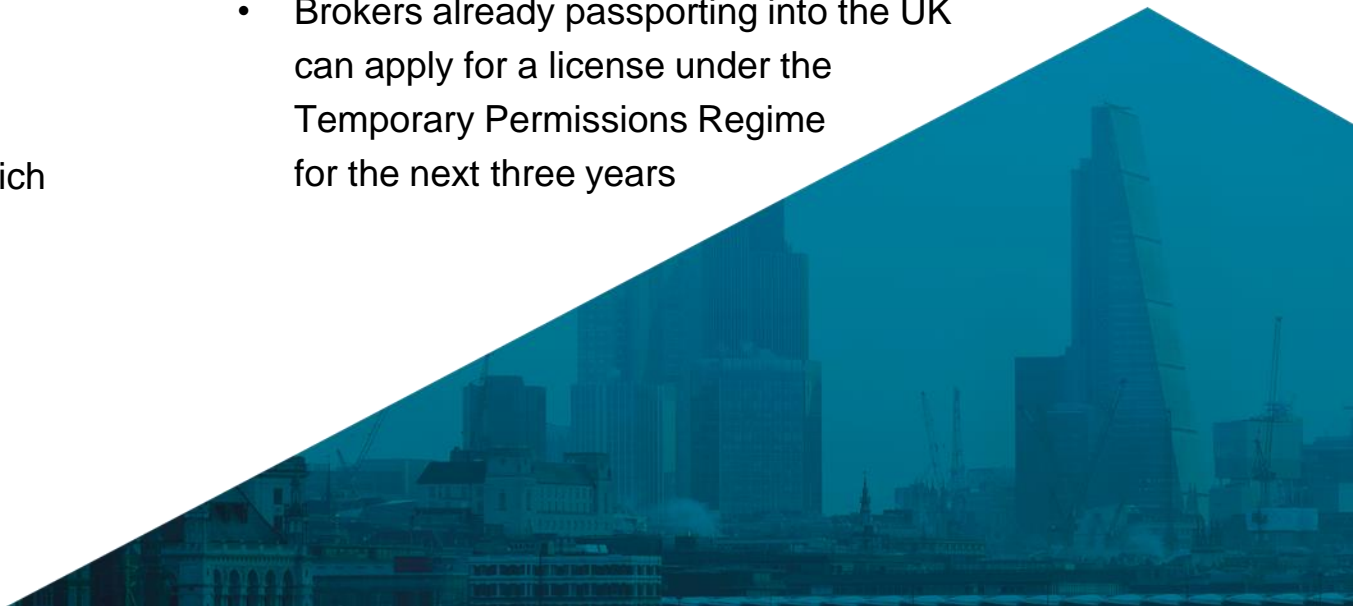 • Brokers already passporting into the UK
can apply for a license under the
Temporary Permissions Regime
for the next three years
ich